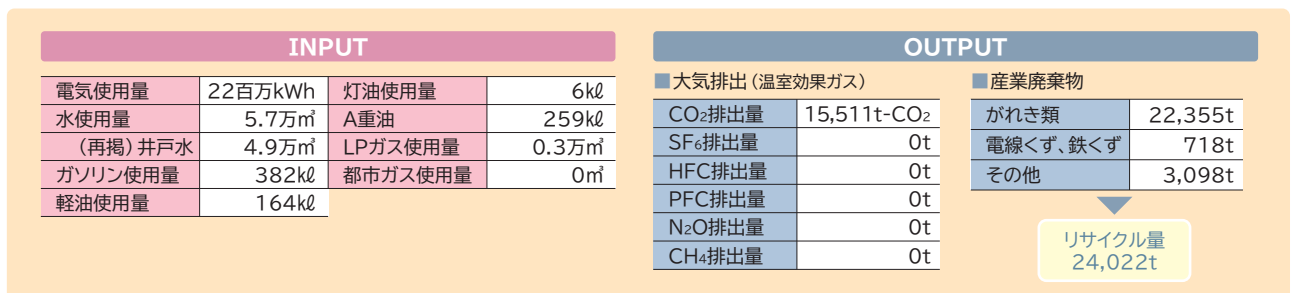 INPUT
電気使用量 22百万kWh 灯油使用量 6kℓ
水使用量 5.7万㎥ A重油 259kℓ
(再掲)井戸水 4.9万㎥ LPガス使用量 0.3万㎥
ガソリン使用量 382kℓ 都市ガス使用量 0㎥
軽油使用量 164kℓ
OUTPUT
■大気排出(温室効果ガス)
CO₂排出量 15,511t-CO₂
SF₆排出量 0t
HFC排出量 0t
PFC排出量 0t
N₂O排出量 0t
CH₄排出量 0t
■産業廃棄物
がれき類 22,355t
電線くず、鉄くず 718t
その他 3,098t
リサイクル量
24,022t